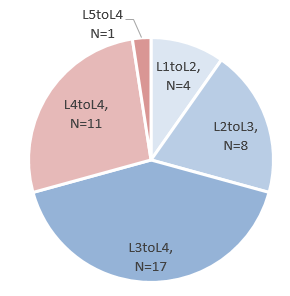 L5toL4
N=1
L1toL2,
N=4
L2toL3,
N=8
L3toL4,
N=17
L4toL4,
N=11